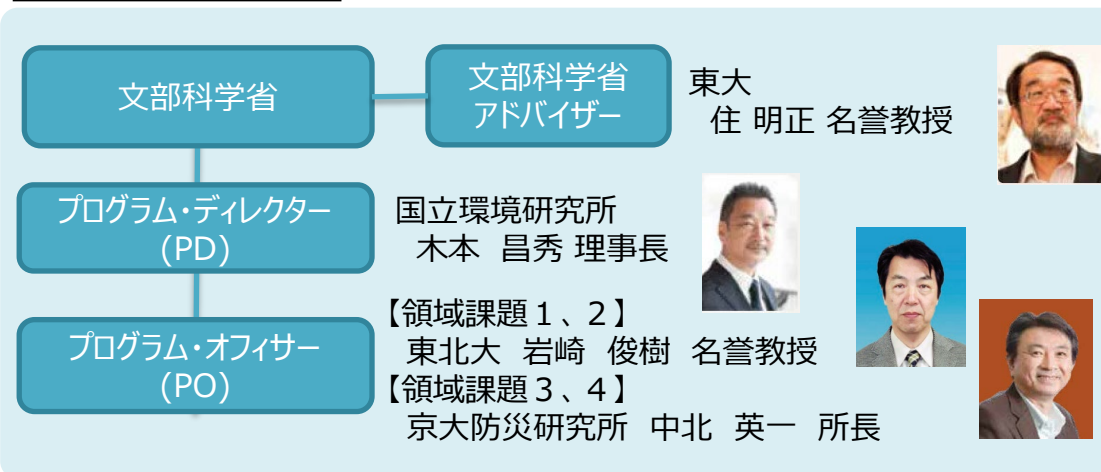 文部科学省
文部科学省
アドバイザー
東大
住 明正 名誉教授
プログラム・ディレクター
(PD)
国立環境研究所
木本 昌秀 理事長
プログラム・オフィサー
(PO)
【領域課題１、２】
東北大 岩崎 俊樹 名誉教授
【領域課題３、４】
京大防災研究所 中北 英一 所長